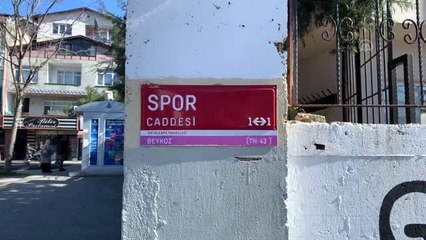 SPOR
CADDESİ
1↔1
BEYKOZ
(TN-43)